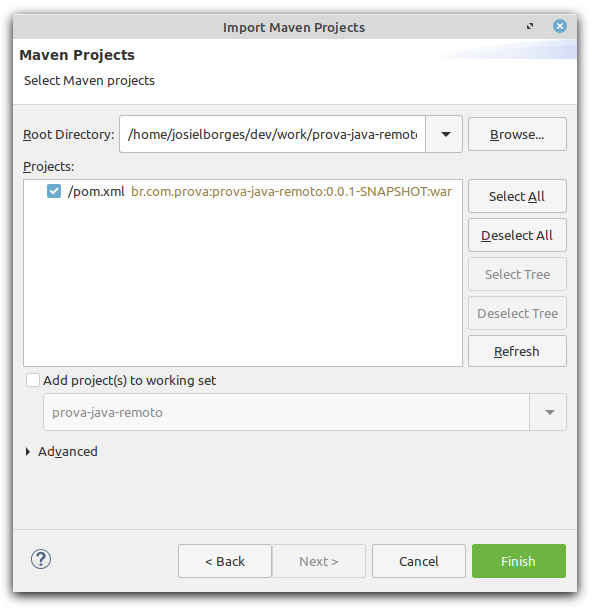 Import Maven Projects
Maven Projects
Select Maven projects
Root Directory: /home/josielborges/dev/work/prova-java-remoto Browse...
Projects:
/pom.xml br.com.prova:prova-java-remoto:0.0.1-SNAPSHOT:war
Select All
Deselect All
Select Tree
Deselect Tree
Refresh
Add project(s) to working set
prova-java-remoto
Advanced
?
< Back Next > Cancel Finish